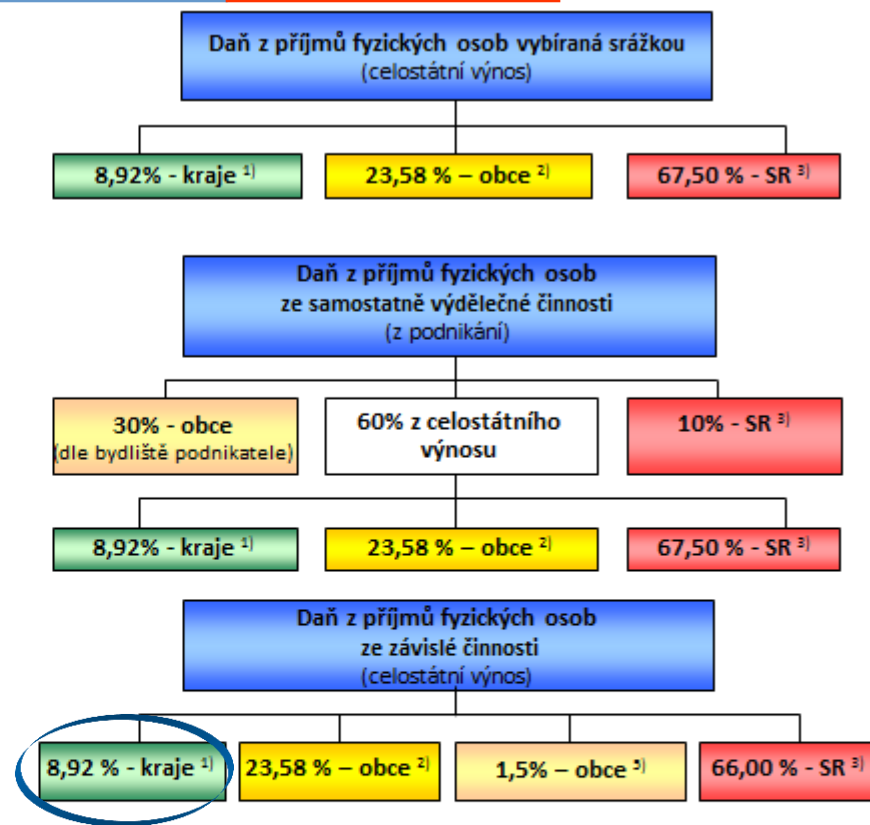 Daň z příjmů fyzických osob vybíraná srážkou
(celostátní výnos)
8,92% - kraje ¹⁾
23,58 % – obce ²⁾
67,50 % - SR ³⁾
Daň z příjmů fyzických osob
ze samostatně výdělečné činnosti
(z podnikání)
30% - obce
(dle bydliště podnikatele)
60% z celostátního
výnosu
10% - SR ³⁾
8,92% - kraje ¹⁾
23,58 % – obce ²⁾
67,50 % - SR ³⁾
Daň z příjmů fyzických osob
ze závislé činnosti
(celostátní výnos)
8,92 % - kraje ¹⁾
23,58 % – obce ²⁾
1,5% – obce ⁵⁾
66,00 % - SR ³⁾